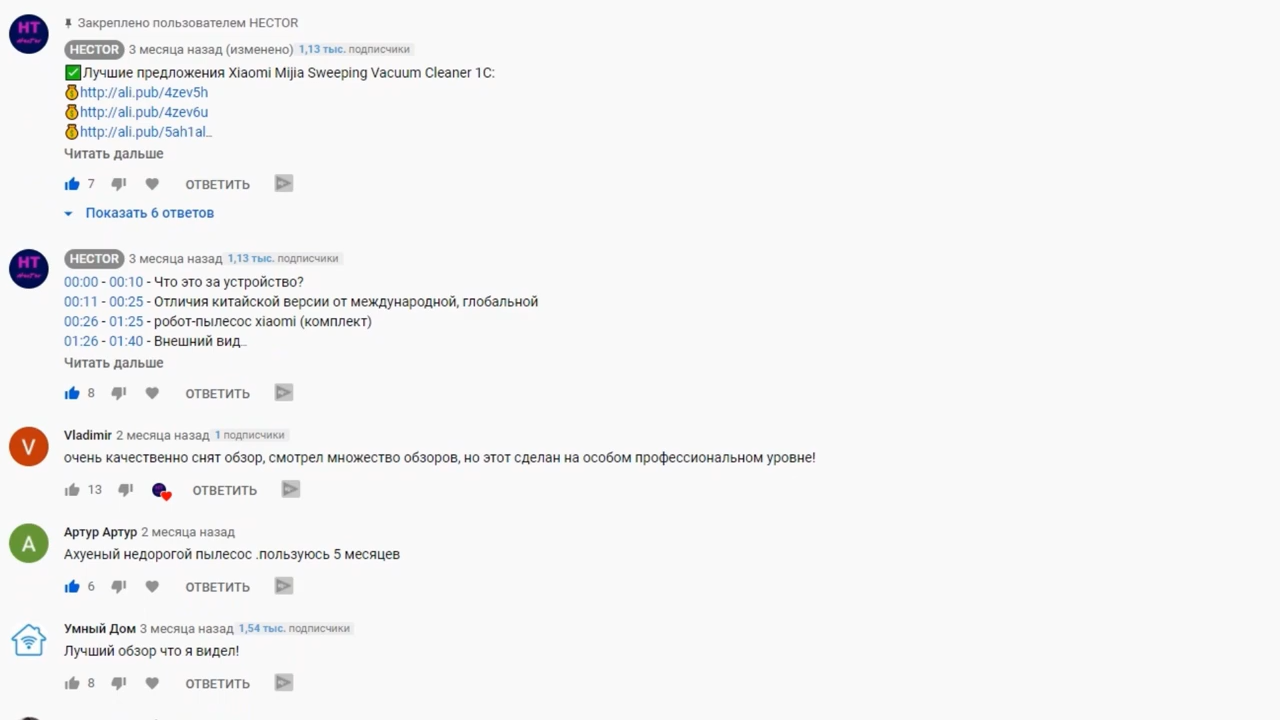 HT
Закреплено пользователем HECTOR
HECTOR 3 месяца назад (изменено) 1,13 тыс. подписчики
Лучшие предложения Xiaomi Mijia Sweeping Vacuum Cleaner 1C:
http://ali.pub/4zev5h
http://ali.pub/4zev6u
http://ali.pub/5ah1al...
Читать дальше
7 ОТВЕТИТЬ
Показать 6 ответов
HT
HECTOR 3 месяца назад 1,13 тыс. подписчики
00:00 - 00:10 - Что это за устройство?
00:11 - 00:25 - Отличия китайской версии от международной, глобальной
00:26 - 01:25 - робот-пылесос xiaomi (комплект)
01:26 - 01:40 - Внешний вид...
Читать дальше
8 ОТВЕТИТЬ
V
Vladimir 2 месяца назад 1 подписчики
очень качественно снят обзор, смотрел множество обзоров, но этот сделан на особом профессиональном уровне!
13 ОТВЕТИТЬ
А
Артур Артур 2 месяца назад
Ахуеный недорогой пылесос .пользуюсь 5 месяцев
6 ОТВЕТИТЬ
Умный Дом 3 месяца назад 1,54 тыс. подписчики
Лучший обзор что я видел!
8 ОТВЕТИТЬ